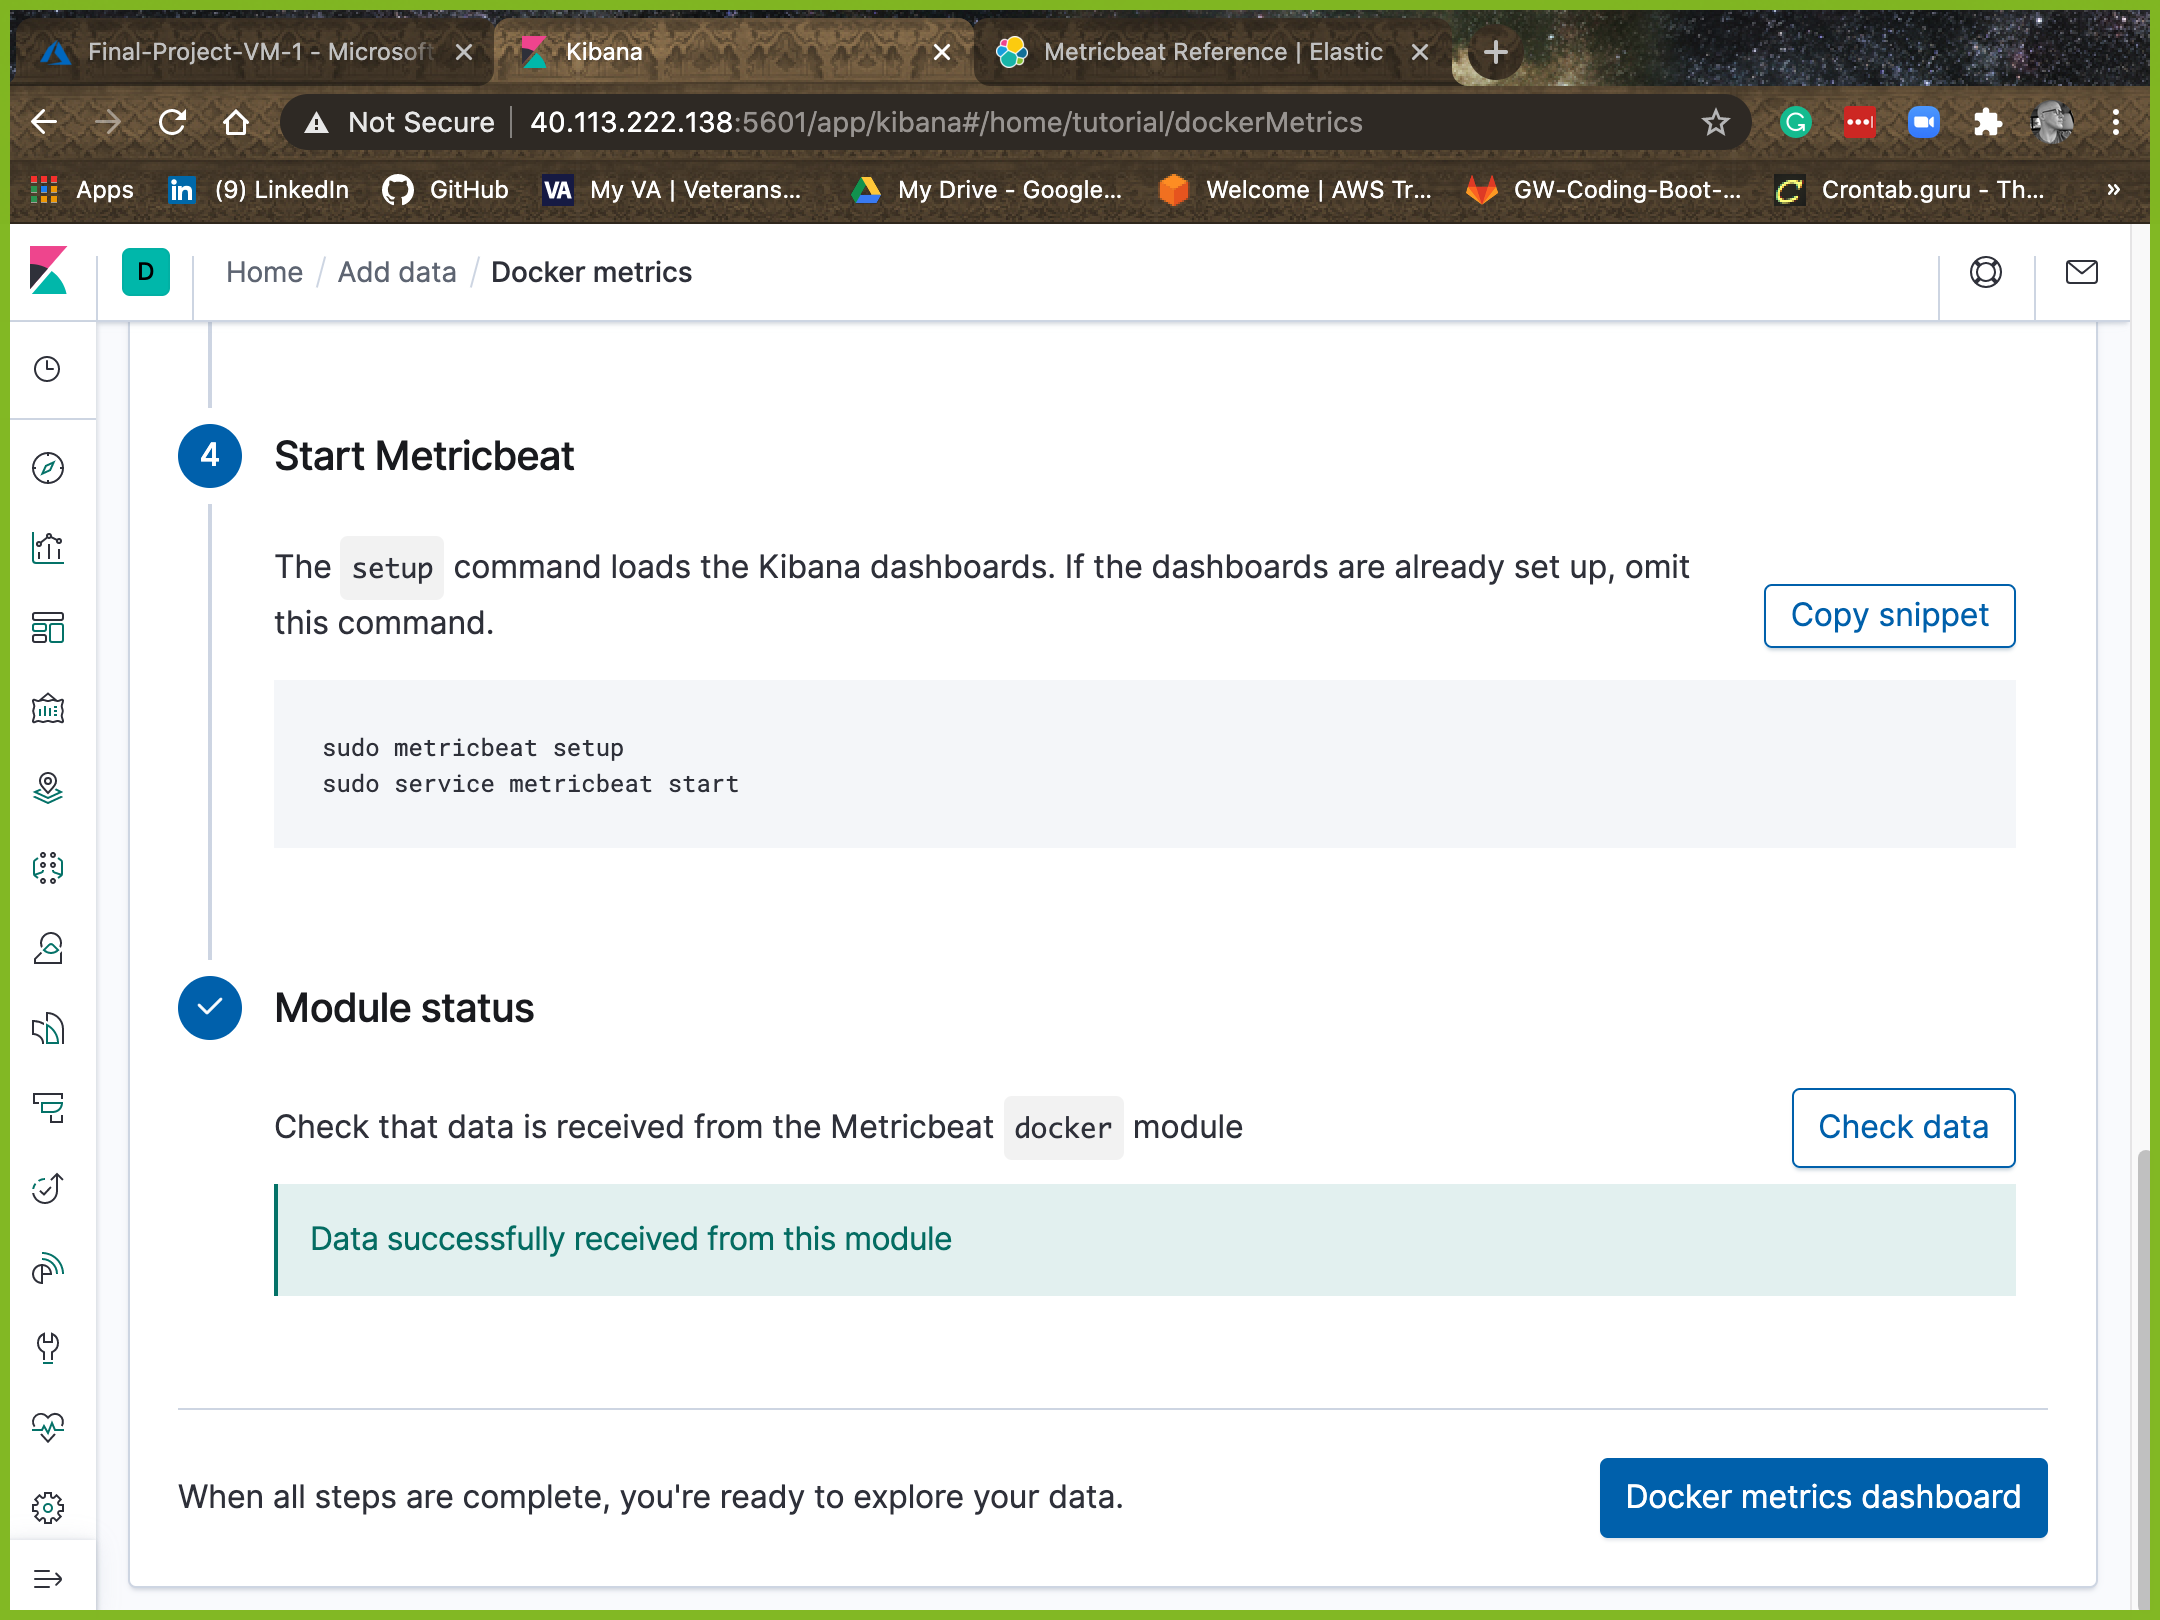 Final-Project-VM-1 - Microsoft
Kibana
Metricbeat Reference | Elastic
Not Secure
40.113.222.138:5601/app/kibana#/home/tutorial/dockerMetrics
Apps
(9) LinkedIn
GitHub
VA My VA | Veterans...
My Drive - Google...
Welcome | AWS Tr...
GW-Coding-Boot-...
Crontab.guru - Th...
»
D
Home / Add data / Docker metrics
4 Start Metricbeat
The setup command loads the Kibana dashboards. If the dashboards are already set up, omit
this command.
Copy snippet
sudo metricbeat setup
sudo service metricbeat start
Module status
Check that data is received from the Metricbeat docker module
Check data
Data successfully received from this module
When all steps are complete, you're ready to explore your data.
Docker metrics dashboard